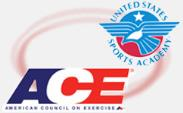 UNITED STATES
SPORTS ACADEMY
ACE®
AMERICAN COUNCIL ON EXERCISE